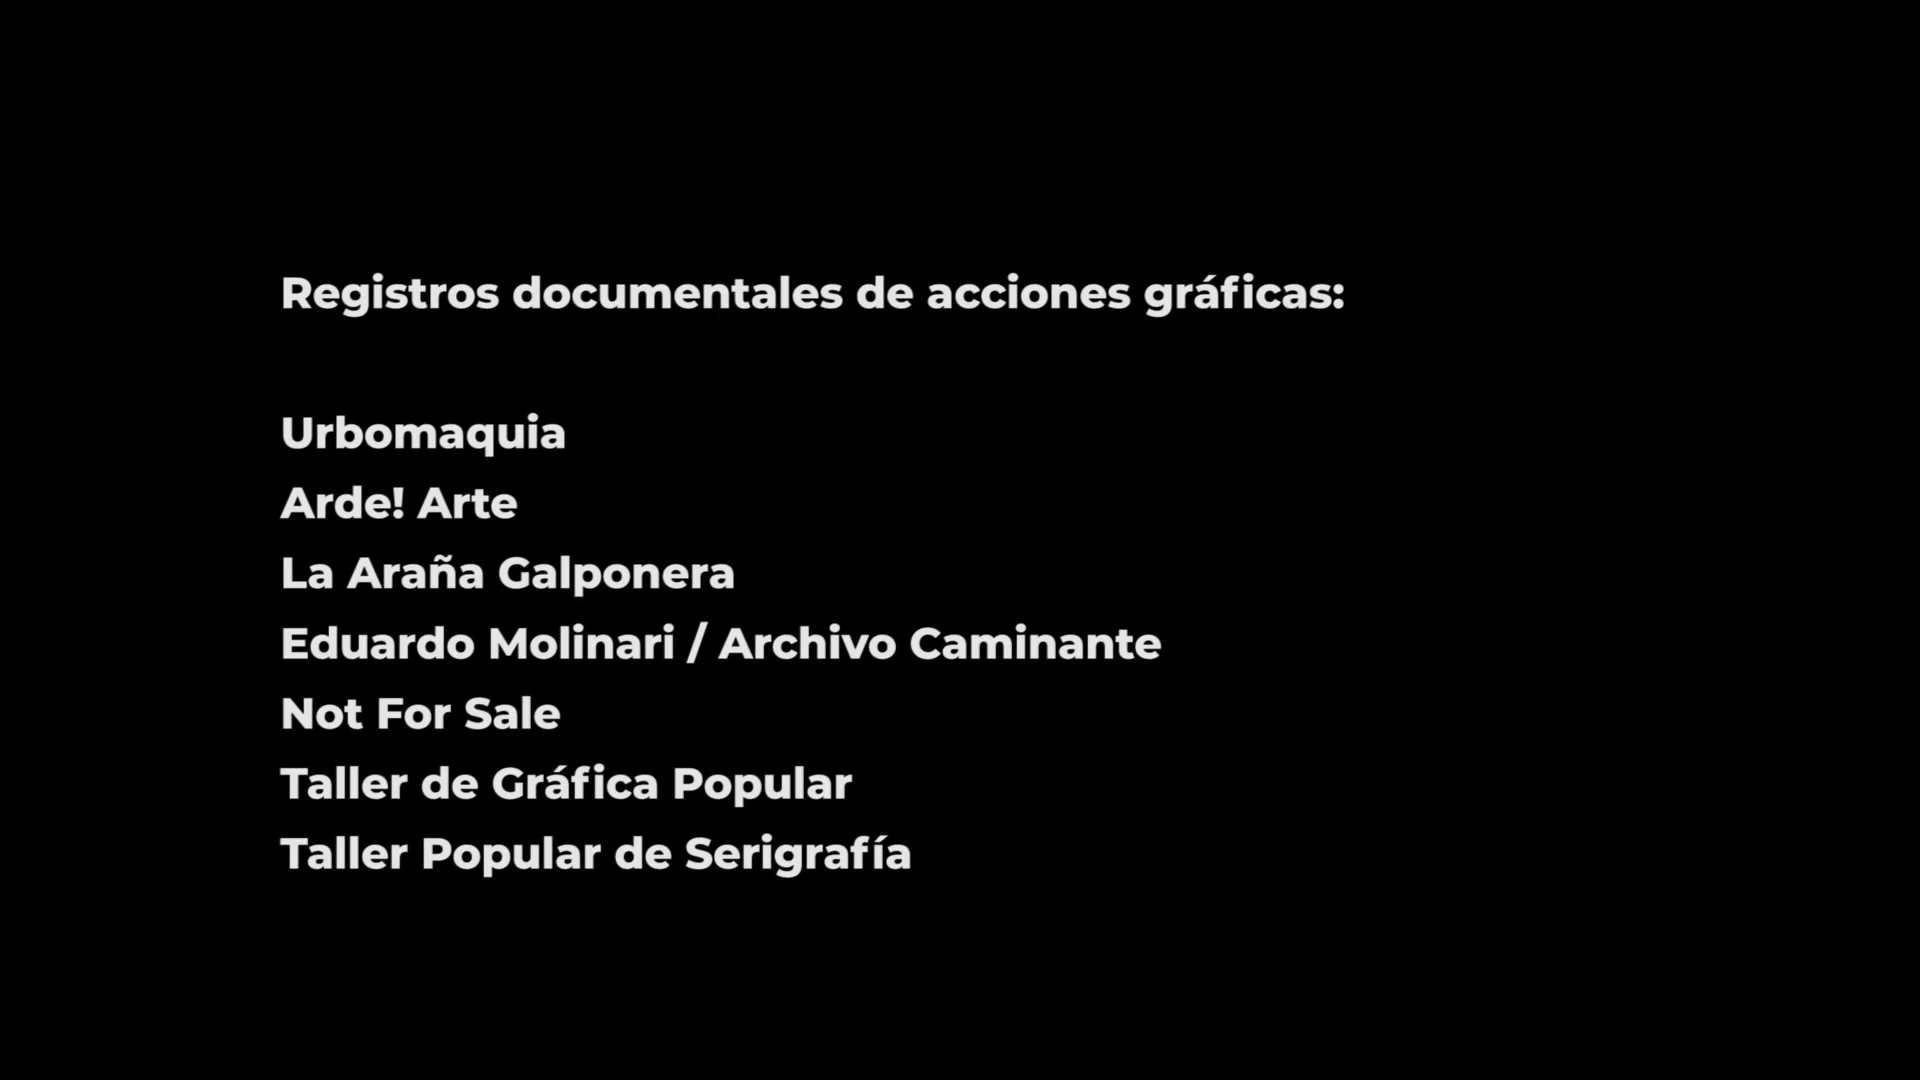 Registros documentales de acciones gráficas:
Urbomaquia
Arde! Arte
La Araña Galponera
Eduardo Molinari / Archivo Caminante
Not For Sale
Taller de Gráfica Popular
Taller Popular de Serigrafía